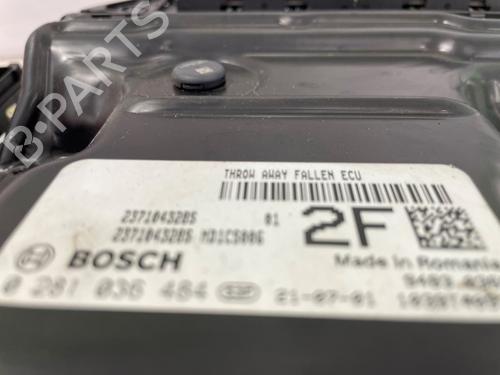 B-PARTS
THROW AWAY FALLEN ECU
237104328S 01 2F
237104328S MD1CS006
BOSCH Made in Romania
0 281 036 484 21-07-01